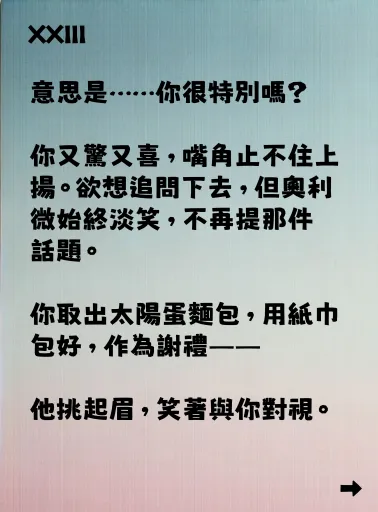 XXIII
意思是……你很特別嗎？
你又驚又喜，嘴角止不住上
揚。欲想追問下去，但奧利
微始終淡笑，不再提那件
話題。
你取出太陽蛋麵包，用紙巾
包好，作為謝禮——
他挑起眉，笑著與你對視。